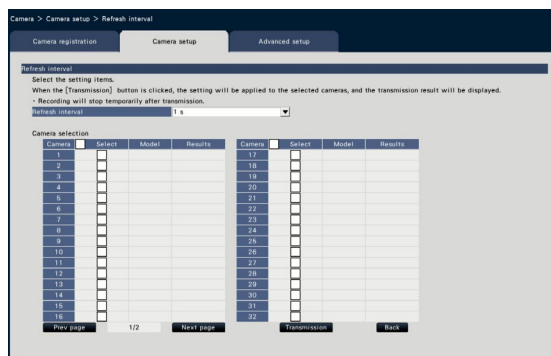 Camera > Camera setup > Refresh interval
Camera registration Camera setup Advanced setup
Refresh interval
Select the setting items.
When the [Transmission] button is clicked, the setting will be applied to the selected cameras, and the transmission result will be displayed.
・Recording will stop temporarily after transmission.
Refresh interval 1 s
Camera selection
Camera Select Model Results Camera Select Model Results
1 17
2 18
3 19
4 20
5 21
6 22
7 23
8 24
9 25
10 26
11 27
12 28
13 29
14 30
15 31
16 32
Prev page 1/2 Next page Transmission Back